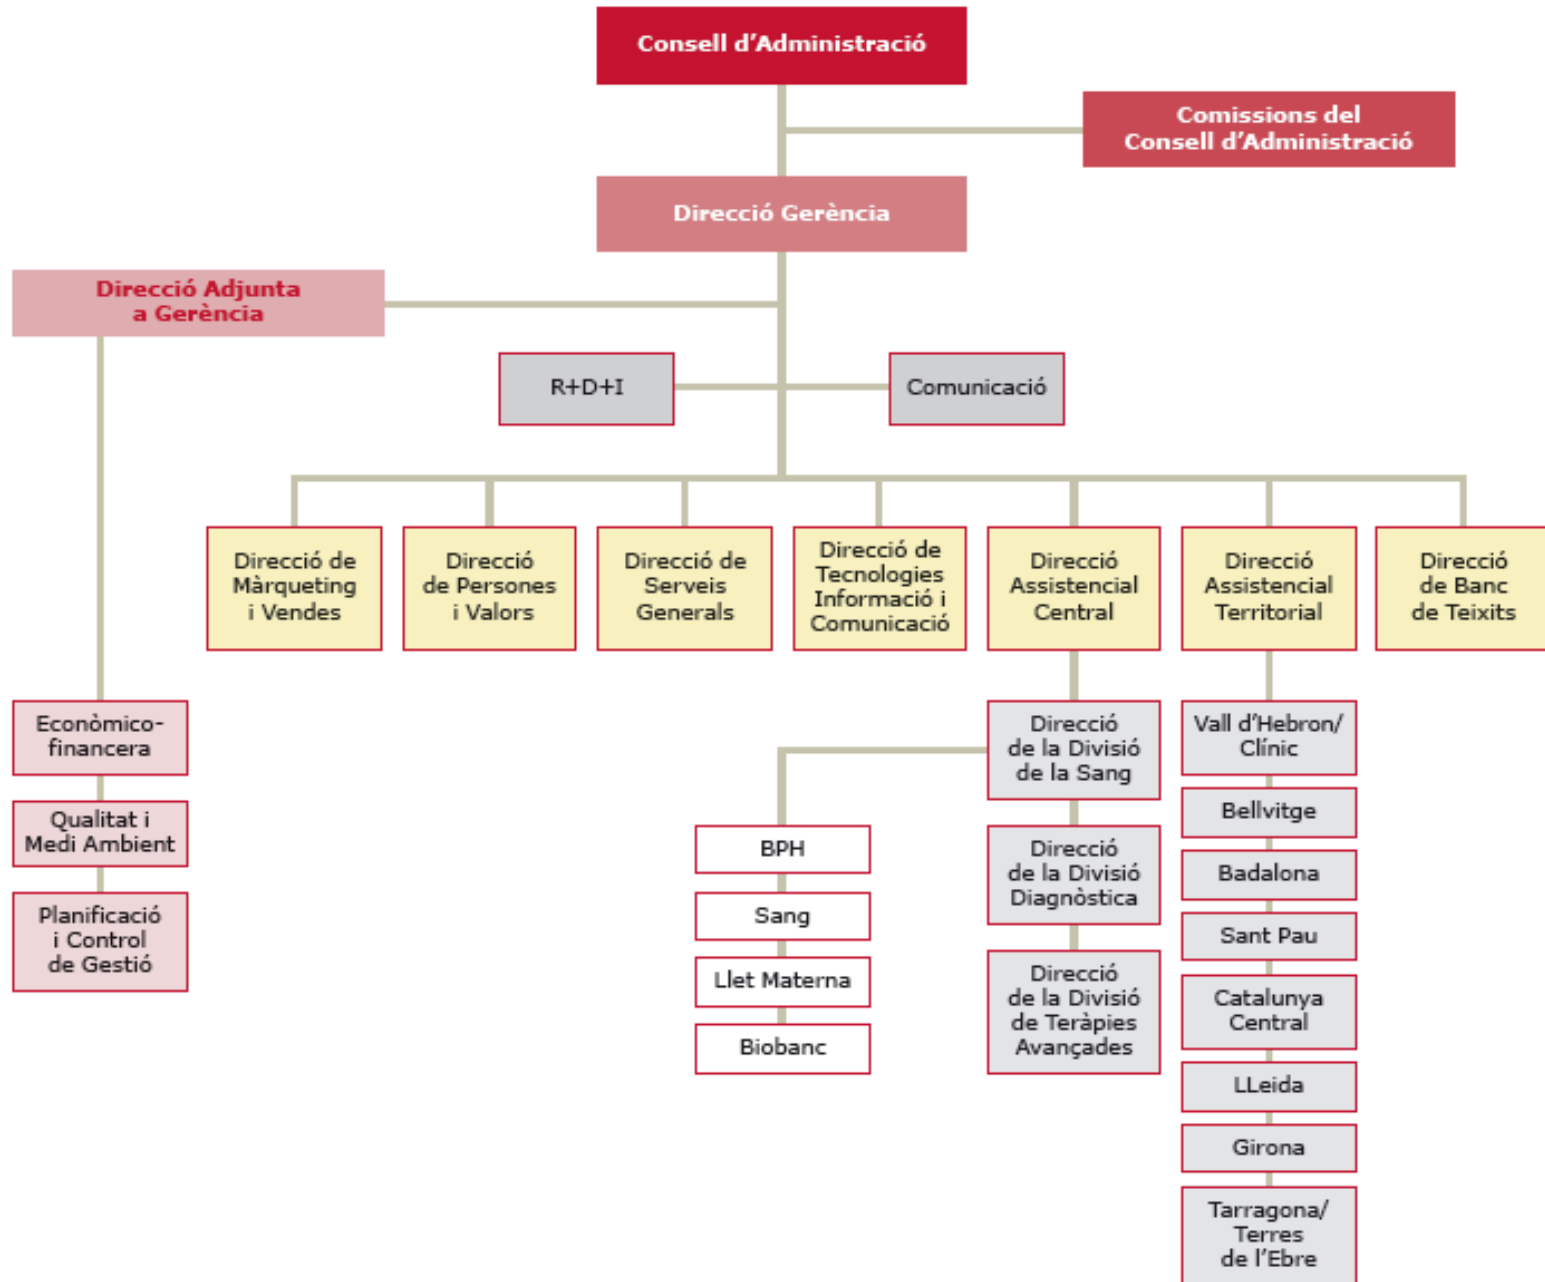 Consell d’Administració
Comissions del
Consell d’Administració
Direcció Gerència
Direcció Adjunta
a Gerència
R+D+I
Comunicació
Direcció de
Màrqueting
i Vendes
Direcció
de Persones
i Valors
Direcció de
Serveis
Generals
Direcció de
Tecnologies
Informació i
Comunicació
Direcció
Assistencial
Central
Direcció
Assistencial
Territorial
Direcció
de Banc
de Teixits
Econòmico-
financera
Qualitat i
Medi Ambient
Planificació
i Control
de Gestió
BPH
Sang
Llet Materna
Biobanc
Direcció
de la Divisió
de la Sang
Direcció
de la Divisió
Diagnòstica
Direcció
de la Divisió
de Teràpies
Avançades
Vall d’Hebron/
Clínic
Bellvitge
Badalona
Sant Pau
Catalunya
Central
LLeida
Girona
Tarragona/
Terres
de l’Ebre